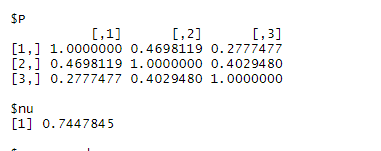 $P
[,1] [,2] [,3]
[1,] 1.0000000 0.4698119 0.2777477
[2,] 0.4698119 1.0000000 0.4029480
[3,] 0.2777477 0.4029480 1.0000000
$nu
[1] 0.7447845